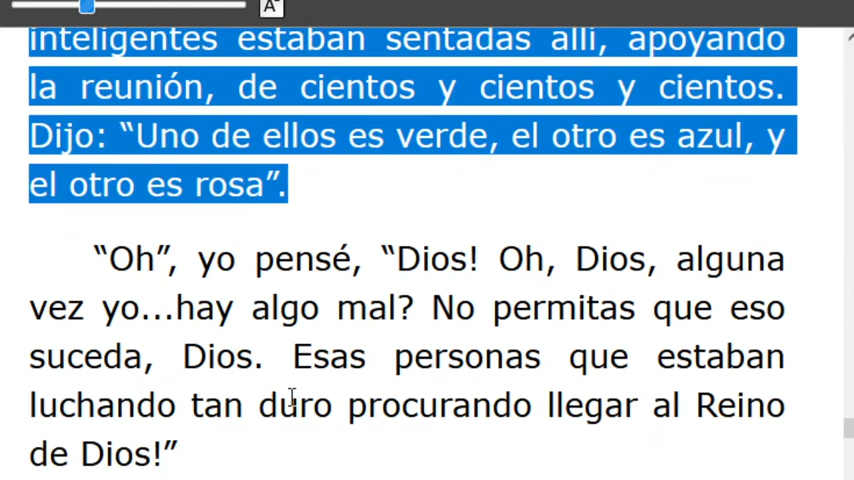 A
inteligentes estaban sentadas allí, apoyando
la reunión, de cientos y cientos y cientos.
Dijo: “Uno de ellos es verde, el otro es azul, y
el otro es rosa”.
“Oh”, yo pensé, “Dios! Oh, Dios, alguna
vez yo...hay algo mal? No permitas que eso
suceda, Dios. Esas personas que estaban
luchando tan duro procurando llegar al Reino
de Dios!”